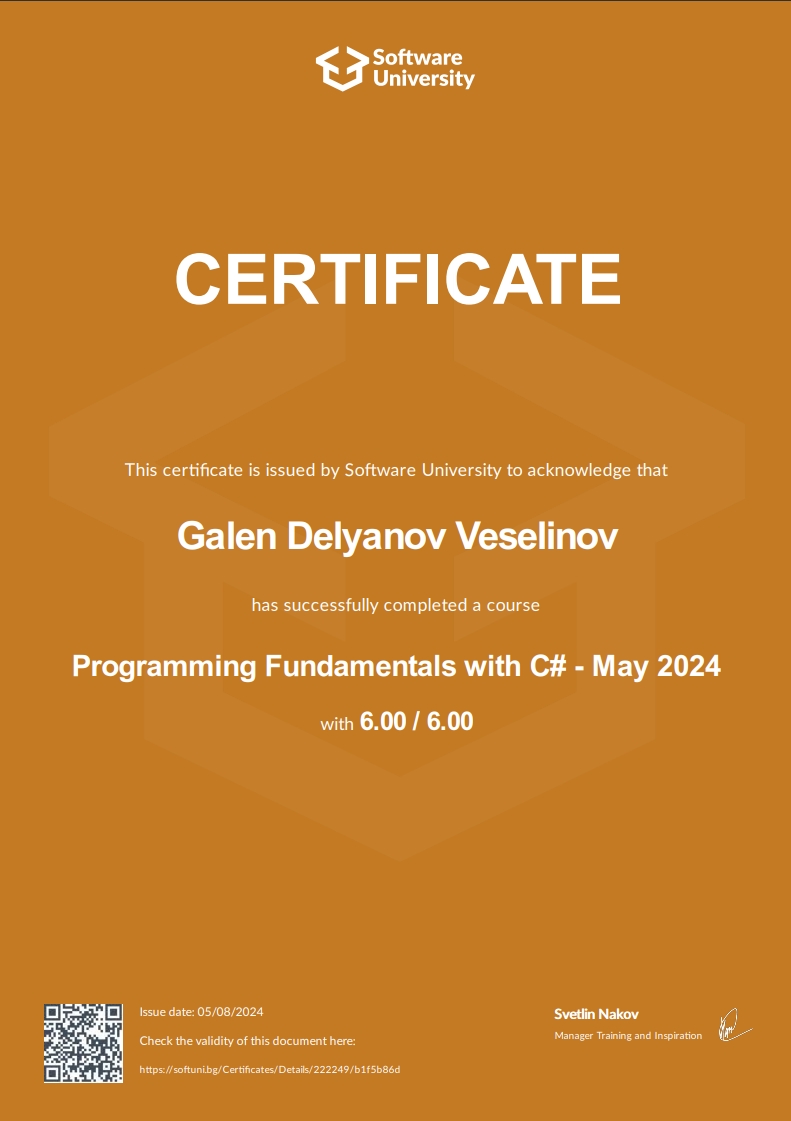 Software
University
CERTIFICATE
This certificate is issued by Software University to acknowledge that
Galen Delyanov Veselinov
has successfully completed a course
Programming Fundamentals with C# - May 2024
with 6.00 / 6.00
Issue date: 05/08/2024
Check the validity of this document here:
https://softuni.bg/Certificates/Details/222249/b1f5b86d
Svetlin Nakov
Manager Training and Inspiration